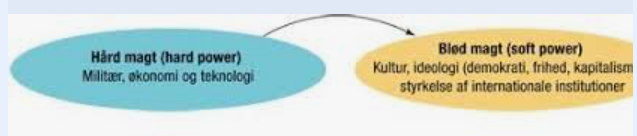 Hård magt (hard power)
Militær, økonomi og teknologi
Blød magt (soft power)
Kultur, ideologi (demokrati, frihed, kapitalism
styrkelse af internationale institutioner